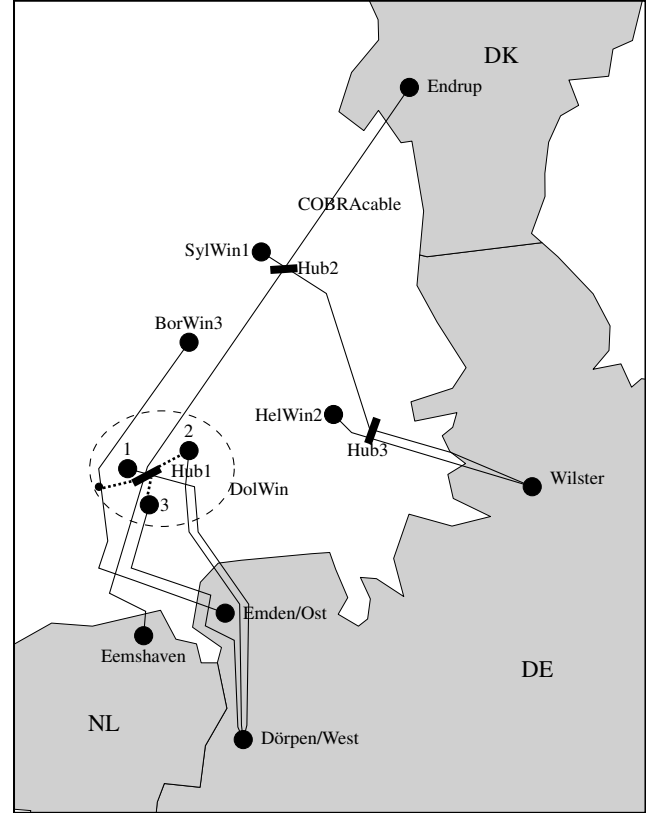 DK
Endrup
COBRAcable
SylWin1
Hub2
BorWin3
HelWin2
Hub3
2
1
Hub1
Wilster
DolWin
3
Emden/Ost
Eemshaven
DE
NL
Dörpen/West